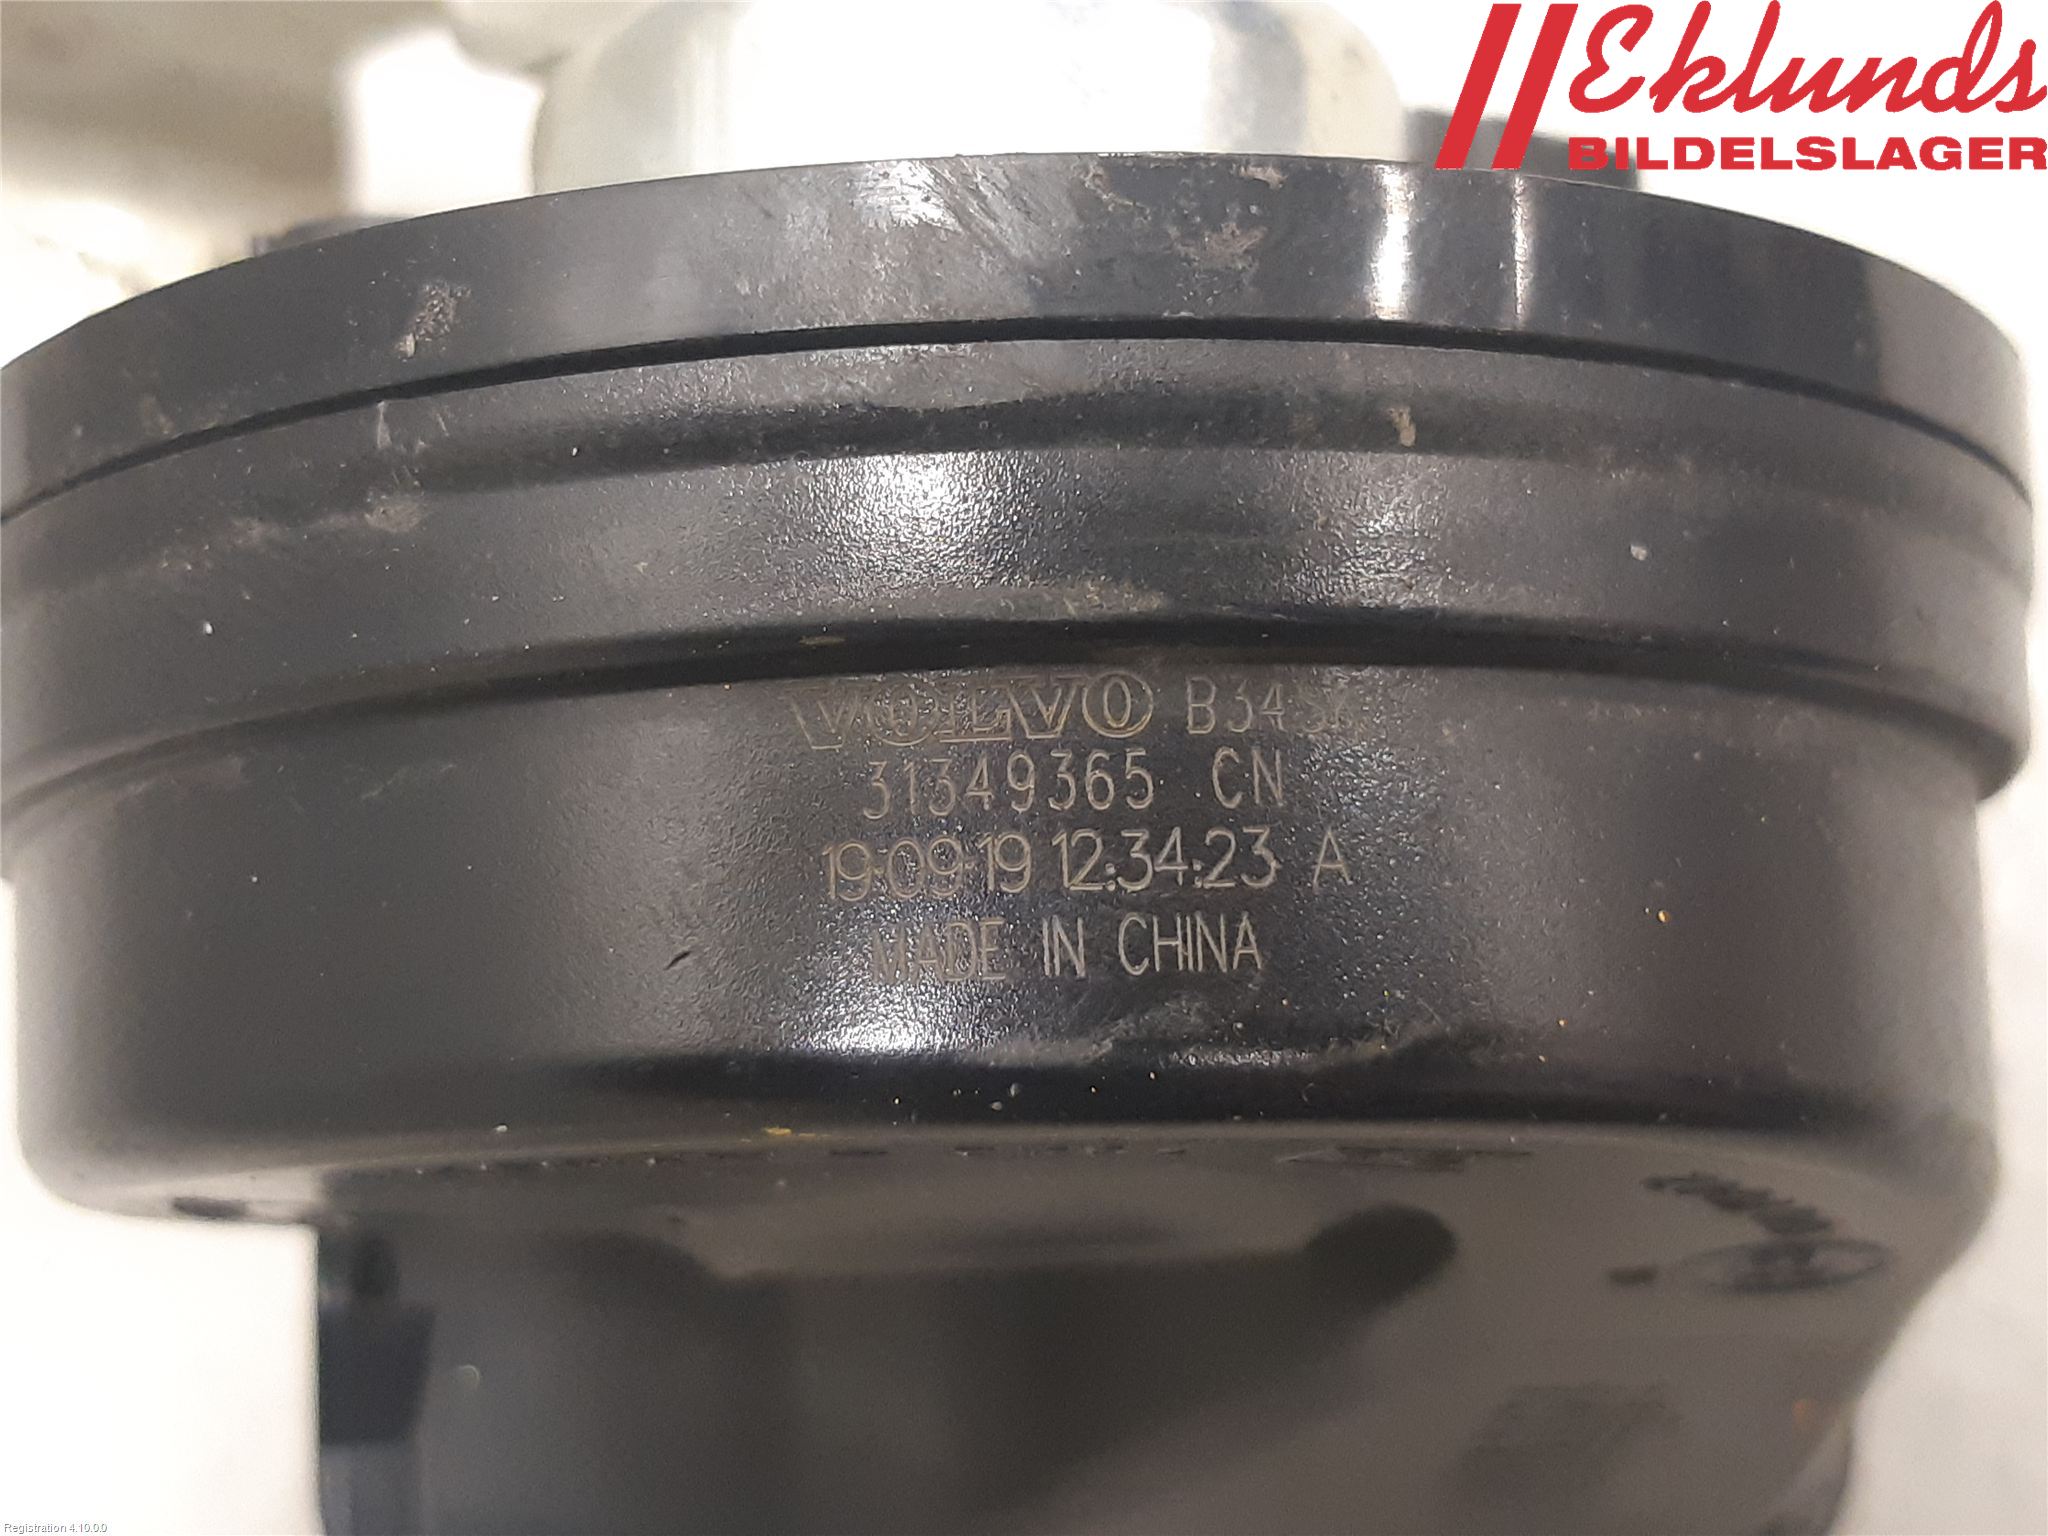 Eklunds
BILDELSLAGER
VOLVO
31349365 CN
19-09-19 12:34:23 A
MADE IN CHINA
Registration 4.10.0.0